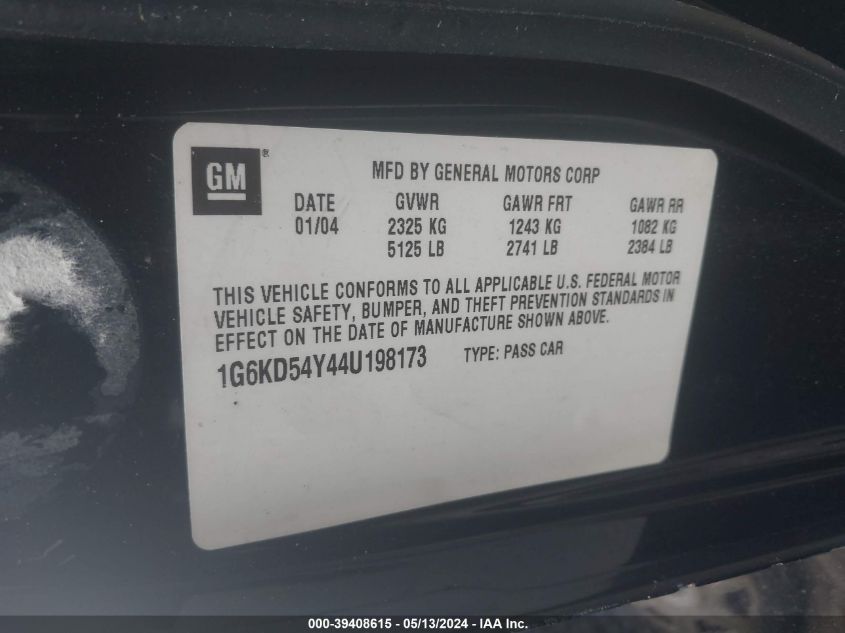 GM®
MFD BY GENERAL MOTORS CORP
DATE GVWR GAWR FRT GAWR RR
01/04 2325 KG 1243 KG 1082 KG
5125 LB 2741 LB 2384 LB
THIS VEHICLE CONFORMS TO ALL APPLICABLE U.S. FEDERAL MOTOR
VEHICLE SAFETY, BUMPER, AND THEFT PREVENTION STANDARDS IN
EFFECT ON THE DATE OF MANUFACTURE SHOWN ABOVE.
1G6KD54Y44U198173 TYPE: PASS CAR
000-39408615 - 05/13/2024 - IAA Inc.